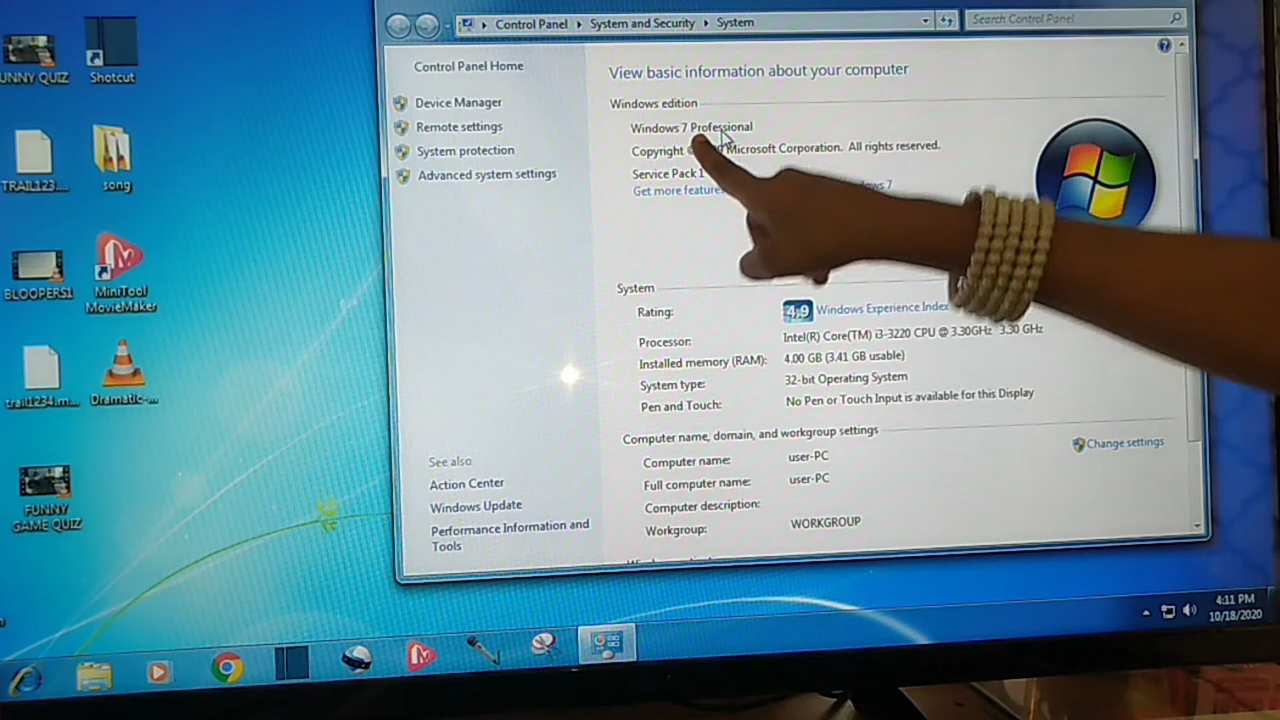 Control Panel System and Security System
Search Control Panel
Control Panel Home
Device Manager
Remote settings
System protection
Advanced system settings
See also
Action Center
Windows Update
Performance Information and
Tools
View basic information about your computer
Windows edition
Windows 7 Professional
Copyright © Microsoft Corporation. All rights reserved.
Service Pack 1
Get more features
Windows 7
System
Rating:
4,9 Windows Experience Index
Processor:
Intel(R) Core(TM) i3-3220 CPU @ 3.30GHz 3.30 GHz
Installed memory (RAM):
4.00 GB (3.41 GB usable)
System type:
32-bit Operating System
Pen and Touch:
No Pen or Touch Input is available for this Display
Computer name, domain, and workgroup settings
Computer name:
user-PC
Change settings
Full computer name:
user-PC
Computer description:
Workgroup:
WORKGROUP
UNNY QUIZ
Shotcut
TRAIL123....
song
BLOOPERS1
MiniTool
MovieMaker
trail1234.m...
Dramatic-...
FUNNY
GAME QUIZ
4:11 PM
10/18/2020